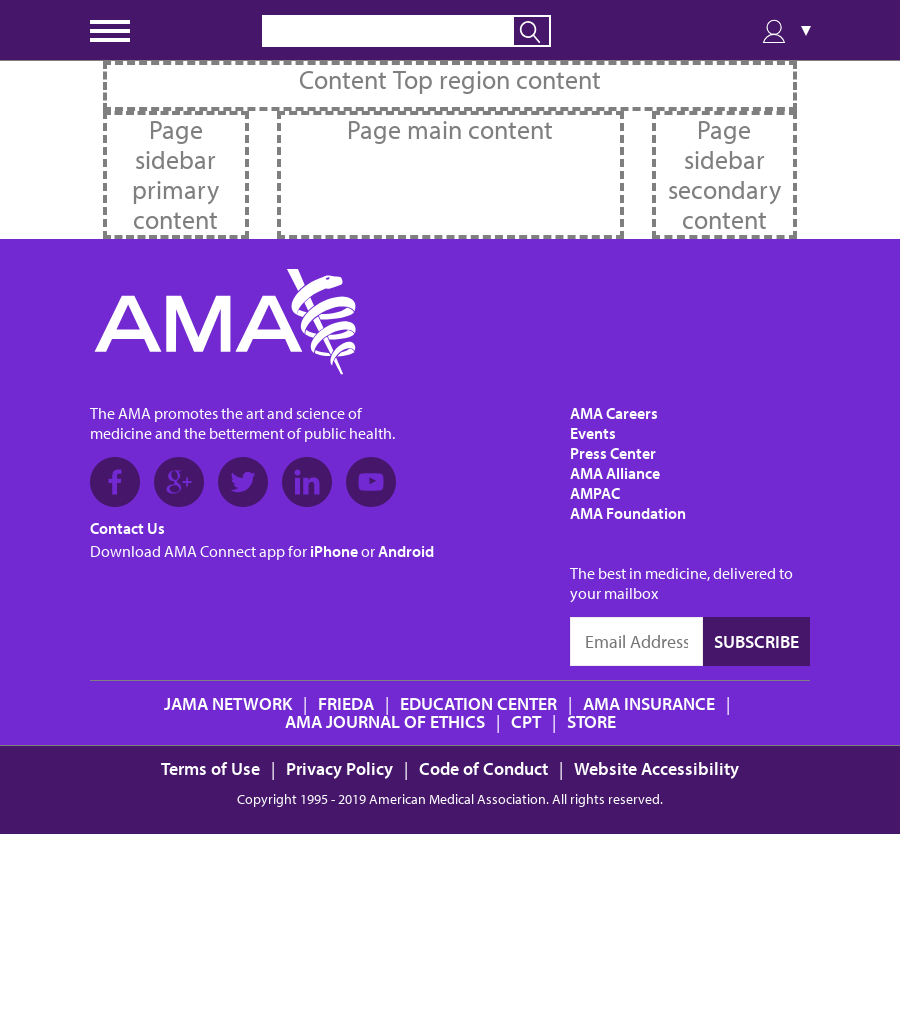 Content Top region content
Page
sidebar
primary
content
Page main content
Page
sidebar
secondary
content
AMA
The AMA promotes the art and science of
medicine and the betterment of public health.
Contact Us
Download AMA Connect app for iPhone or Android
AMA Careers
Events
Press Center
AMA Alliance
AMPAC
AMA Foundation
The best in medicine, delivered to
your mailbox
Email Address SUBSCRIBE
JAMA NETWORK | FRIEDA | EDUCATION CENTER | AMA INSURANCE |
AMA JOURNAL OF ETHICS | CPT | STORE
Terms of Use | Privacy Policy | Code of Conduct | Website Accessibility
Copyright 1995 - 2019 American Medical Association. All rights reserved.